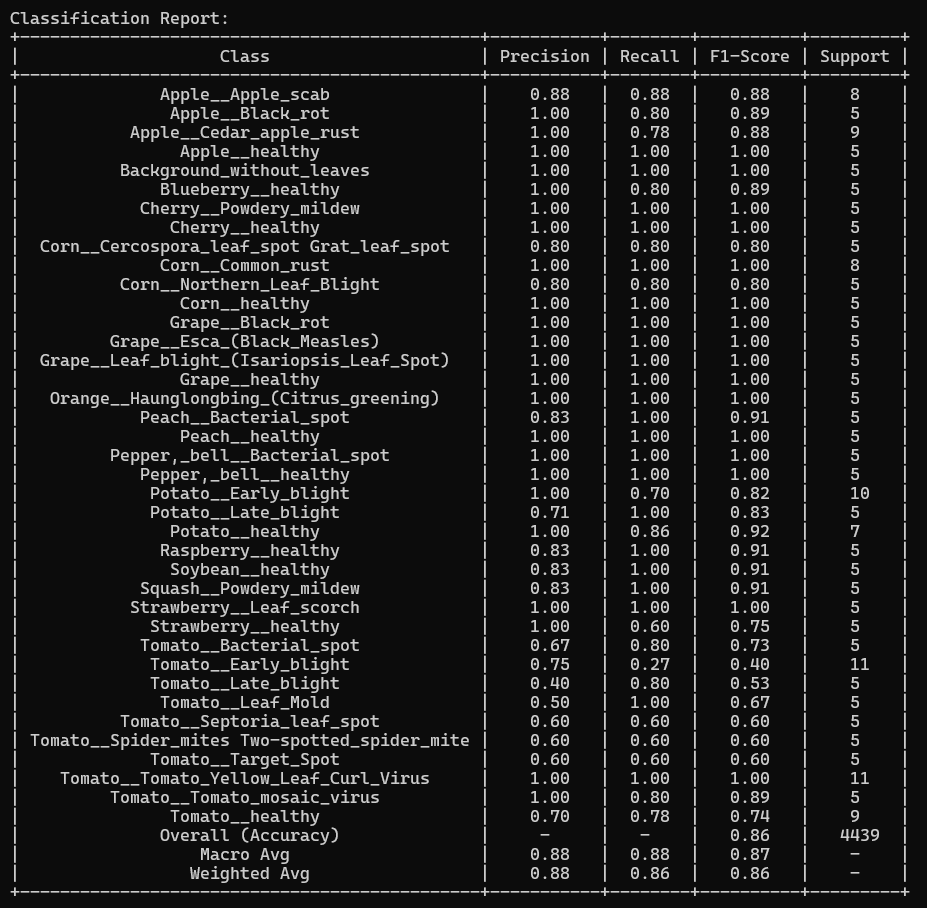 Classification Report:
+----------------------------------------------+-----------+--------+----------+---------+
| Class | Precision | Recall | F1-Score | Support |
+----------------------------------------------+-----------+--------+----------+---------+
| Apple__Apple_scab | 0.88 | 0.88 | 0.88 | 8 |
| Apple__Black_rot | 1.00 | 0.80 | 0.89 | 5 |
| Apple__Cedar_apple_rust | 1.00 | 0.78 | 0.88 | 9 |
| Apple__healthy | 1.00 | 1.00 | 1.00 | 5 |
| Background_without_leaves | 1.00 | 1.00 | 1.00 | 5 |
| Blueberry__healthy | 1.00 | 0.80 | 0.89 | 5 |
| Cherry__Powdery_mildew | 1.00 | 1.00 | 1.00 | 5 |
| Cherry__healthy | 1.00 | 1.00 | 1.00 | 5 |
| Corn__Cercospora_leaf_spot Grat_leaf_spot | 0.80 | 0.80 | 0.80 | 5 |
| Corn__Common_rust | 1.00 | 1.00 | 1.00 | 8 |
| Corn__Northern_Leaf_Blight | 0.80 | 0.80 | 0.80 | 5 |
| Corn__healthy | 1.00 | 1.00 | 1.00 | 5 |
| Grape__Black_rot | 1.00 | 1.00 | 1.00 | 5 |
| Grape__Esca_(Black_Measles) | 1.00 | 1.00 | 1.00 | 5 |
| Grape__Leaf_blight_(Isariopsis_Leaf_Spot) | 1.00 | 1.00 | 1.00 | 5 |
| Grape__healthy | 1.00 | 1.00 | 1.00 | 5 |
| Orange__Haunglongbing_(Citrus_greening) | 1.00 | 1.00 | 1.00 | 5 |
| Peach__Bacterial_spot | 0.83 | 1.00 | 0.91 | 5 |
| Peach__healthy | 1.00 | 1.00 | 1.00 | 5 |
| Pepper,_bell__Bacterial_spot | 1.00 | 1.00 | 1.00 | 5 |
| Pepper,_bell__healthy | 1.00 | 1.00 | 1.00 | 5 |
| Potato__Early_blight | 1.00 | 0.70 | 0.82 | 10 |
| Potato__Late_blight | 0.71 | 1.00 | 0.83 | 5 |
| Potato__healthy | 1.00 | 0.86 | 0.92 | 7 |
| Raspberry__healthy | 0.83 | 1.00 | 0.91 | 5 |
| Soybean__healthy | 0.83 | 1.00 | 0.91 | 5 |
| Squash__Powdery_mildew | 0.83 | 1.00 | 0.91 | 5 |
| Strawberry__Leaf_scorch | 1.00 | 1.00 | 1.00 | 5 |
| Strawberry__healthy | 1.00 | 0.60 | 0.75 | 5 |
| Tomato__Bacterial_spot | 0.67 | 0.80 | 0.73 | 5 |
| Tomato__Early_blight | 0.75 | 0.27 | 0.40 | 11 |
| Tomato__Late_blight | 0.40 | 0.80 | 0.53 | 5 |
| Tomato__Leaf_Mold | 0.50 | 1.00 | 0.67 | 5 |
| Tomato__Septoria_leaf_spot | 0.60 | 0.60 | 0.60 | 5 |
| Tomato__Spider_mites Two-spotted_spider_mite | 0.60 | 0.60 | 0.60 | 5 |
| Tomato__Target_Spot | 0.60 | 0.60 | 0.60 | 5 |
| Tomato__Tomato_Yellow_Leaf_Curl_Virus | 1.00 | 1.00 | 1.00 | 11 |
| Tomato__Tomato_mosaic_virus | 1.00 | 0.80 | 0.89 | 5 |
| Tomato__healthy | 0.70 | 0.78 | 0.74 | 9 |
| Overall (Accuracy) | - | - | 0.86 | 4439 |
| Macro Avg | 0.88 | 0.88 | 0.87 | - |
| Weighted Avg | 0.88 | 0.86 | 0.86 | - |
+----------------------------------------------+-----------+--------+----------+---------+